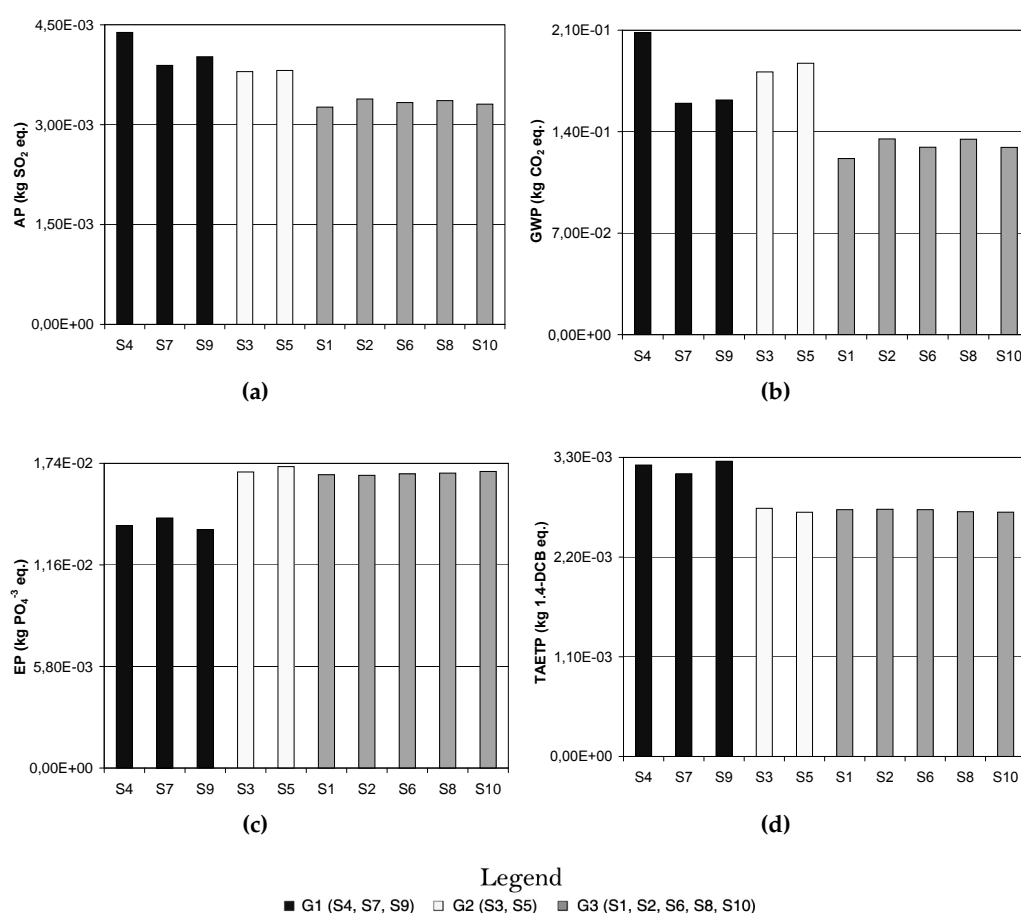 4,50E-03
3,00E-03
1,50E-03
0,00E+00
AP (kg SO2 eq.)
S4 S7 S9 S3 S5 S1 S2 S6 S8 S10
(a)
2,10E-01
1,40E-01
7,00E-02
0,00E+00
GWP (kg CO2 eq.)
S4 S7 S9 S3 S5 S1 S2 S6 S8 S10
(b)
1,74E-02
1,16E-02
5,80E-03
0,00E+00
EP (kg PO4-3 eq.)
S4 S7 S9 S3 S5 S1 S2 S6 S8 S10
(c)
3,30E-03
2,20E-03
1,10E-03
0,00E+00
TAETP (kg 1.4-DCB eq.)
S4 S7 S9 S3 S5 S1 S2 S6 S8 S10
(d)
Legend
G1 (S4, S7, S9) G2 (S3, S5) G3 (S1, S2, S6, S8, S10)